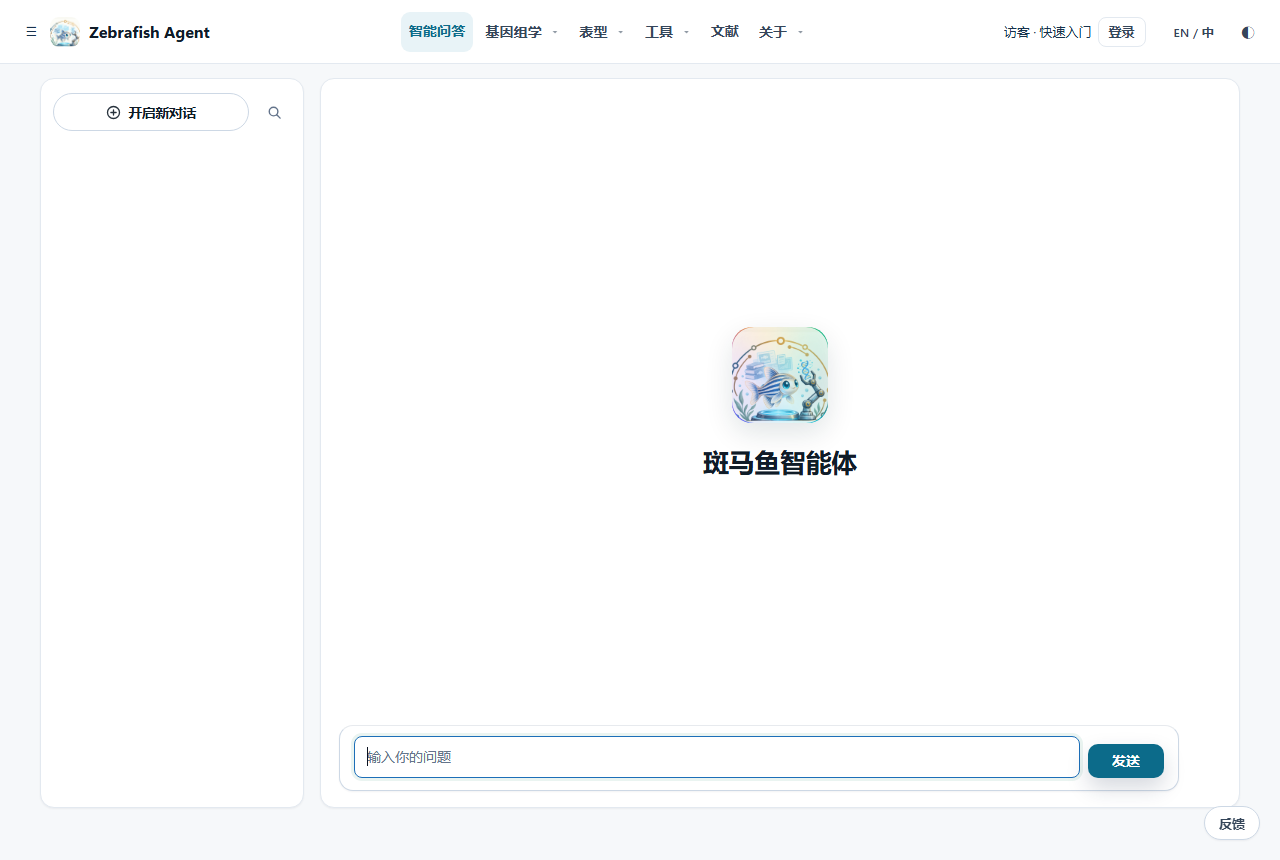 Zebrafish Agent
智能问答
基因组学
表型
工具
文献
关于
访客 · 快速入门
登录
EN / 中
开启新对话
斑马鱼智能体
输入你的问题
发送
反馈